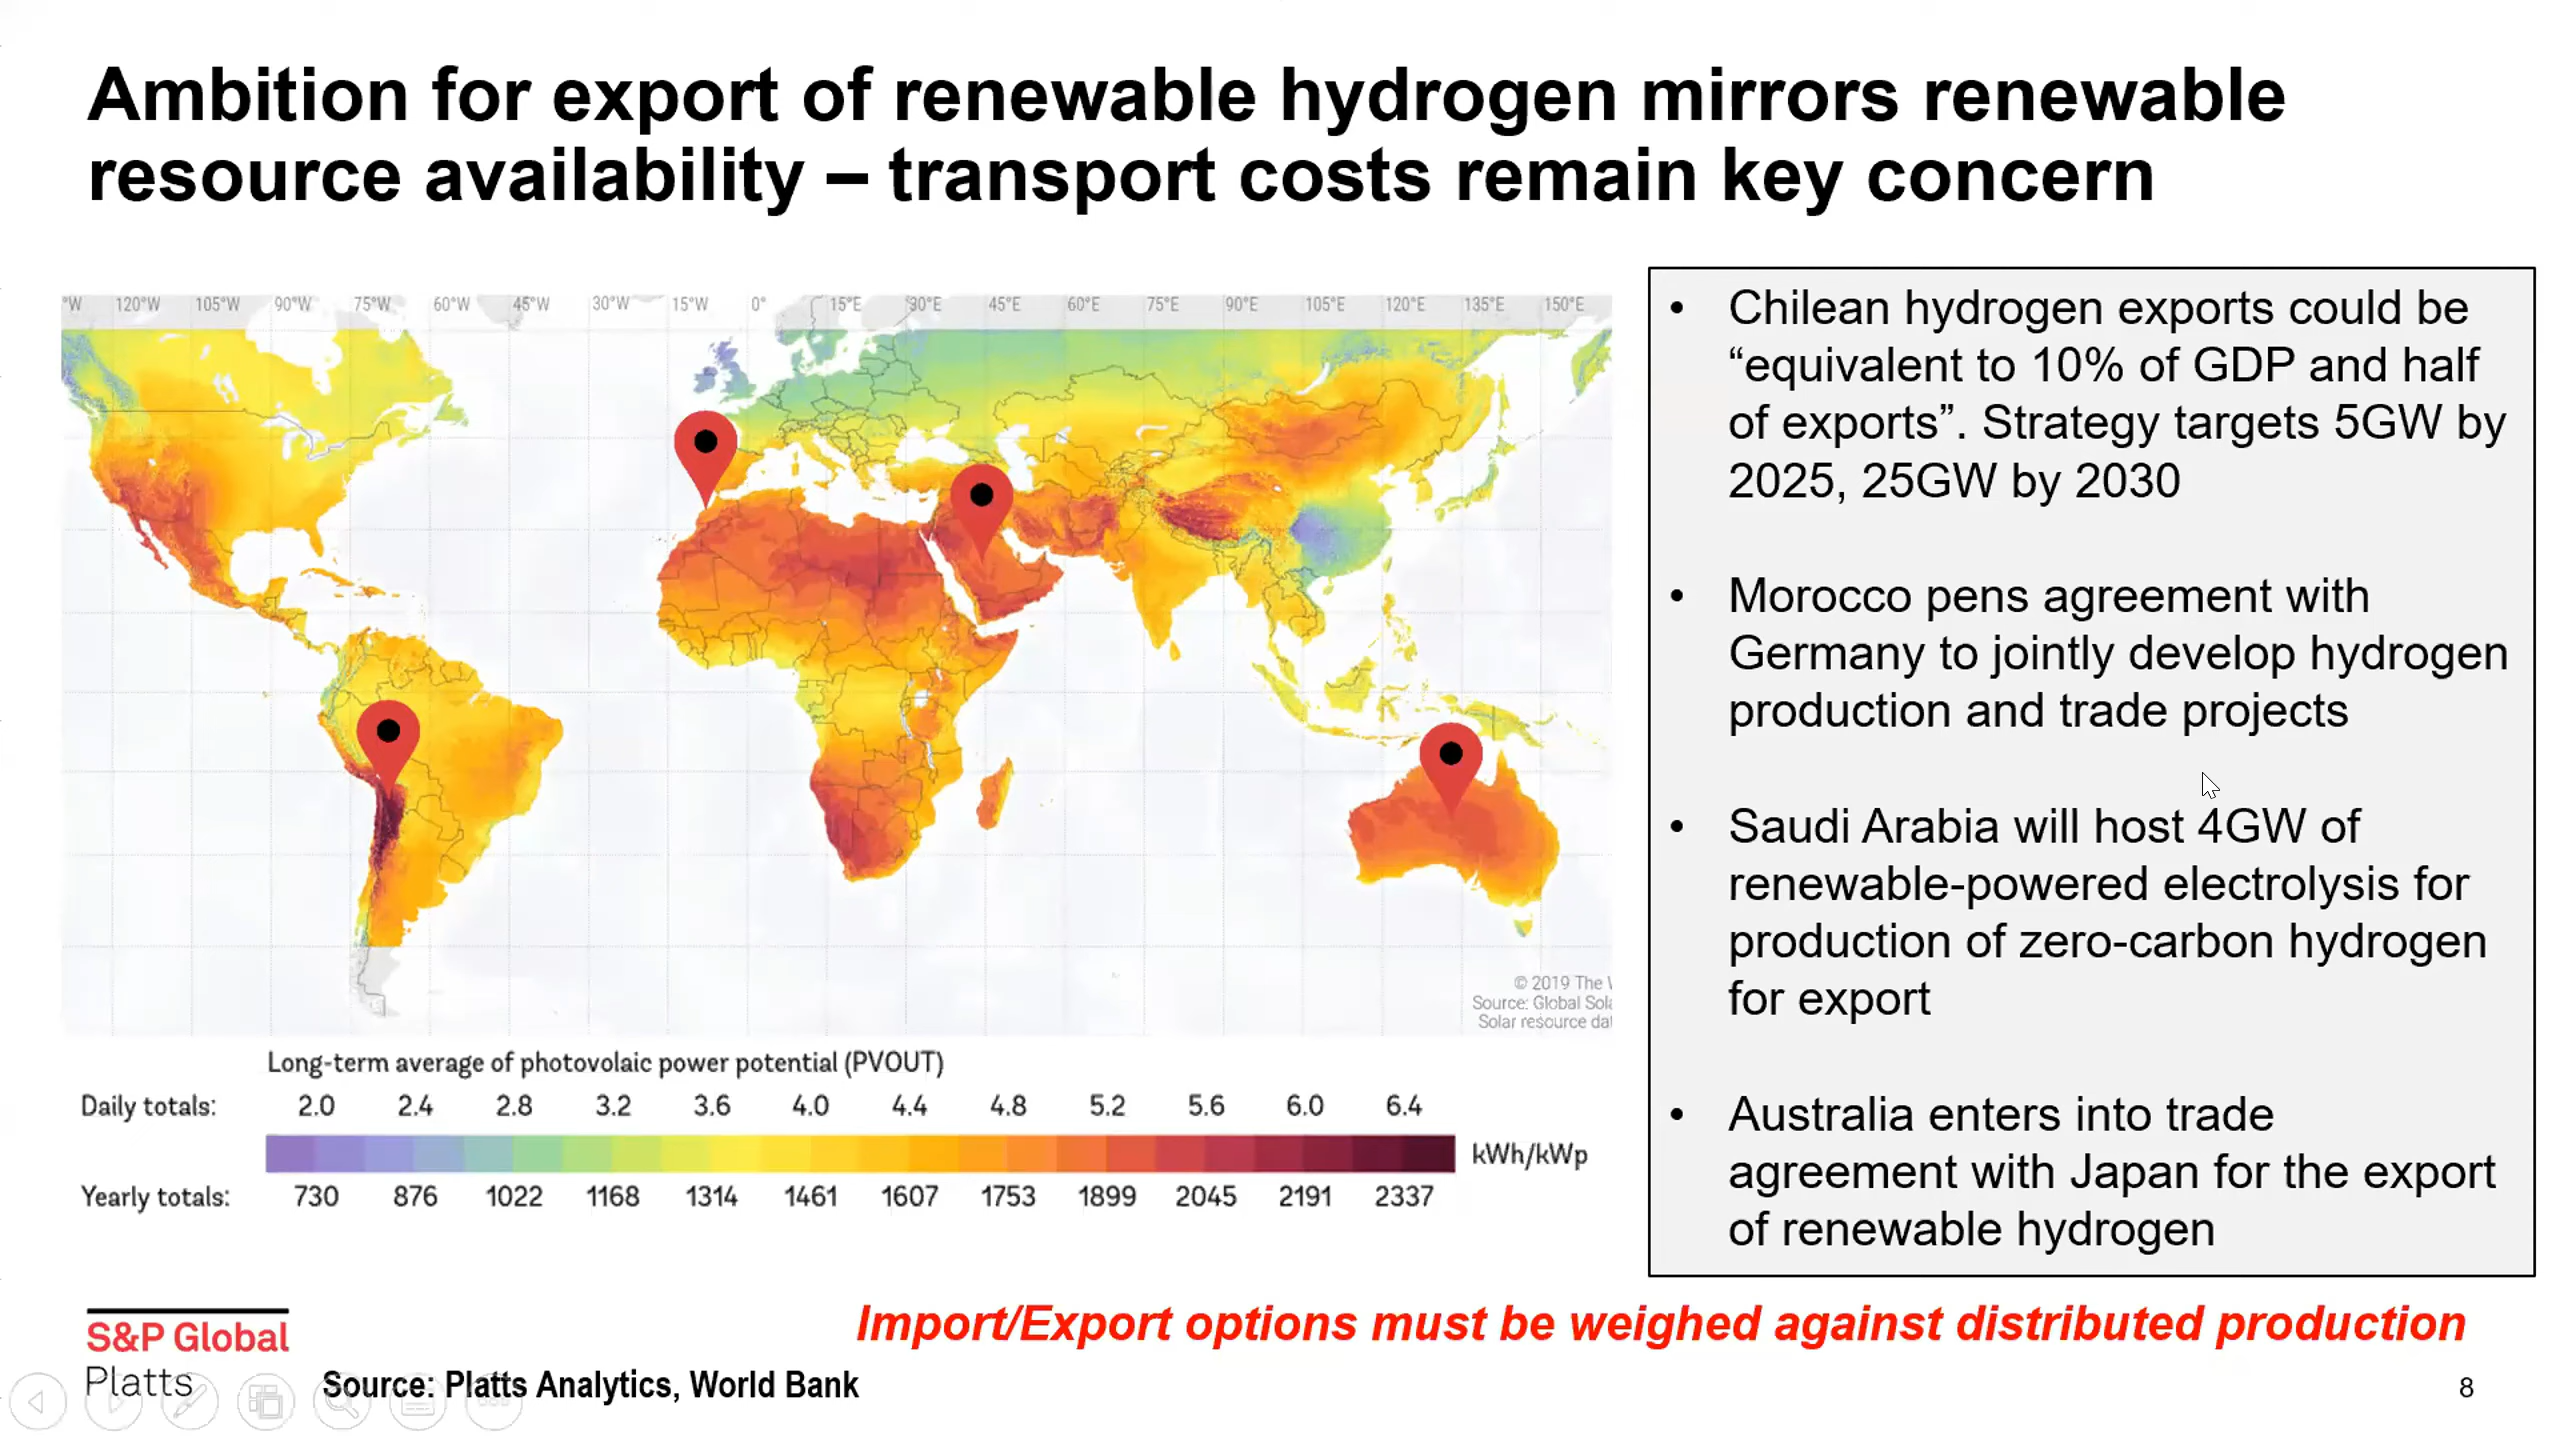 Ambition for export of renewable hydrogen mirrors renewable
resource availability – transport costs remain key concern
°W 120°W 105°W 90°W 75°W 60°W 45°W 30°W 15°W 0° 15°E 30°E 45°E 60°E 75°E 90°E 105°E 120°E 135°E 150°E
© 2019 The
Source: Global
Solar resource
Long-term average of photovolaic power potential (PVOUT)
Daily totals: 2.0 2.4 2.8 3.2 3.6 4.0 4.4 4.8 5.2 5.6 6.0 6.4
kWh/kWp
Yearly totals: 730 876 1022 1168 1314 1461 1607 1753 1899 2045 2191 2337
• Chilean hydrogen exports could be
“equivalent to 10% of GDP and half
of exports”. Strategy targets 5GW by
2025, 25GW by 2030
• Morocco pens agreement with
Germany to jointly develop hydrogen
production and trade projects
• Saudi Arabia will host 4GW of
renewable-powered electrolysis for
production of zero-carbon hydrogen
for export
• Australia enters into trade
agreement with Japan for the export
of renewable hydrogen
Import/Export options must be weighed against distributed production
S&P Global
Platts
Source: Platts Analytics, World Bank
8